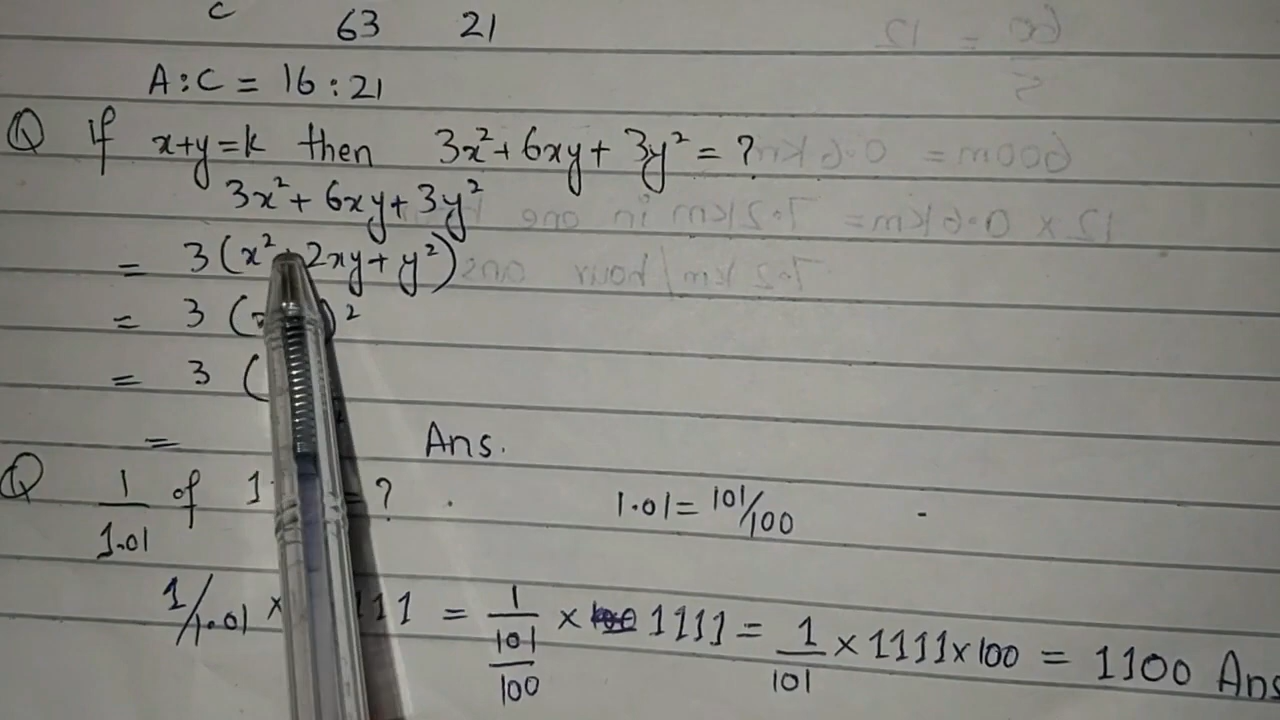 C 63 21
A:C = 16:21
Q If x+y=k then 3x²+6xy+3y² = ?
3x²+6xy+3y²
= 3(x²+2xy+y²)
= 3 ( )²
= 3 (
= Ans.
Q 1/1.01 of 1 = ? 1.01 = 101/100
1/1.01 × 111 = 1/(101/100) × 1111 = 1/101 × 1111×100 = 1100 Ans